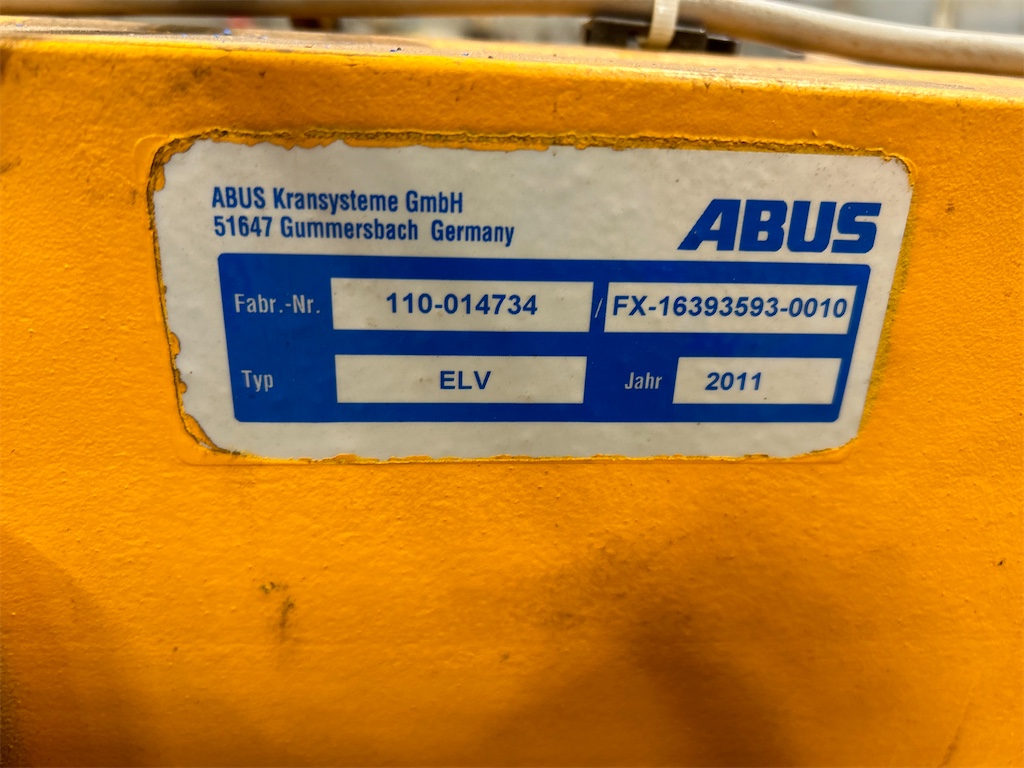 ABUS Kransysteme GmbH
51647 Gummersbach Germany
ABUS
Fabr.-Nr. 110-014734 / FX-16393593-0010
Typ ELV Jahr 2011